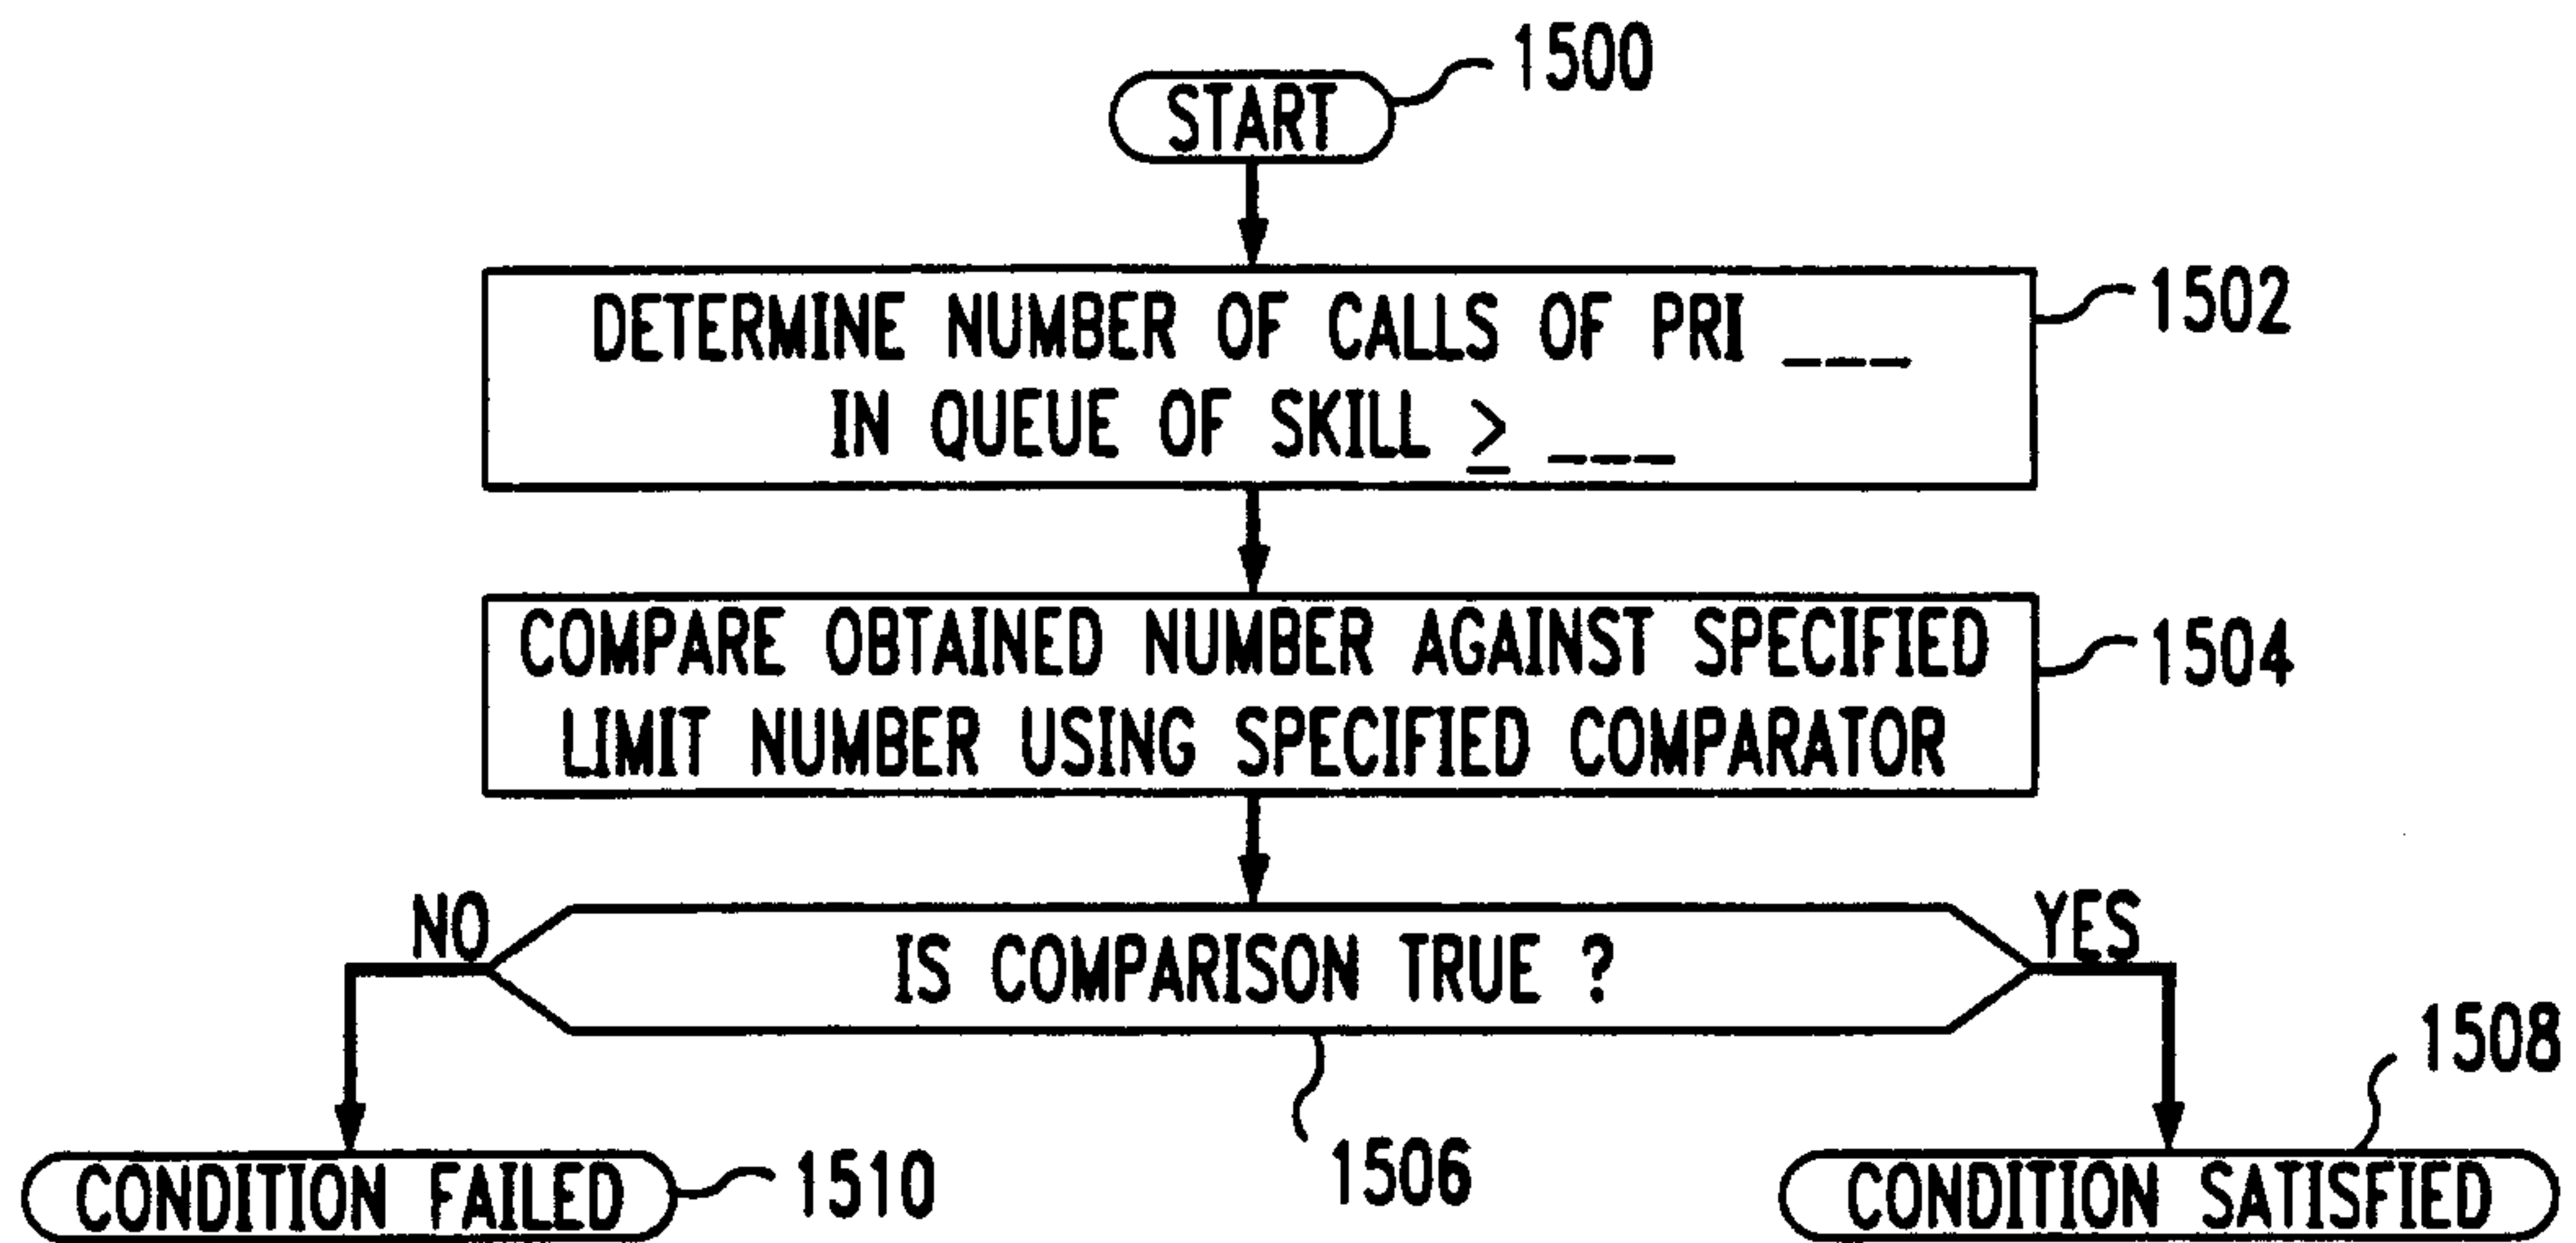 START
1500
DETERMINE NUMBER OF CALLS OF PRI ___
IN QUEUE OF SKILL ≥ ___
1502
COMPARE OBTAINED NUMBER AGAINST SPECIFIED
LIMIT NUMBER USING SPECIFIED COMPARATOR
1504
NO
IS COMPARISON TRUE ?
YES
1506
1508
CONDITION FAILED
1510
CONDITION SATISFIED